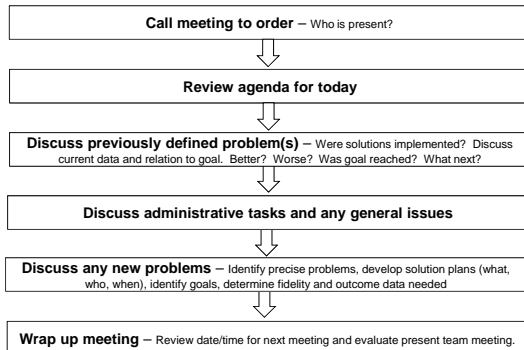 Call meeting to order – Who is present?
Review agenda for today
Discuss previously defined problem(s) – Were solutions implemented? Discuss
current data and relation to goal. Better? Worse? Was goal reached? What next?
Discuss administrative tasks and any general issues
Discuss any new problems – Identify precise problems, develop solution plans (what,
who, when), identify goals, determine fidelity and outcome data needed
Wrap up meeting – Review date/time for next meeting and evaluate present team meeting.